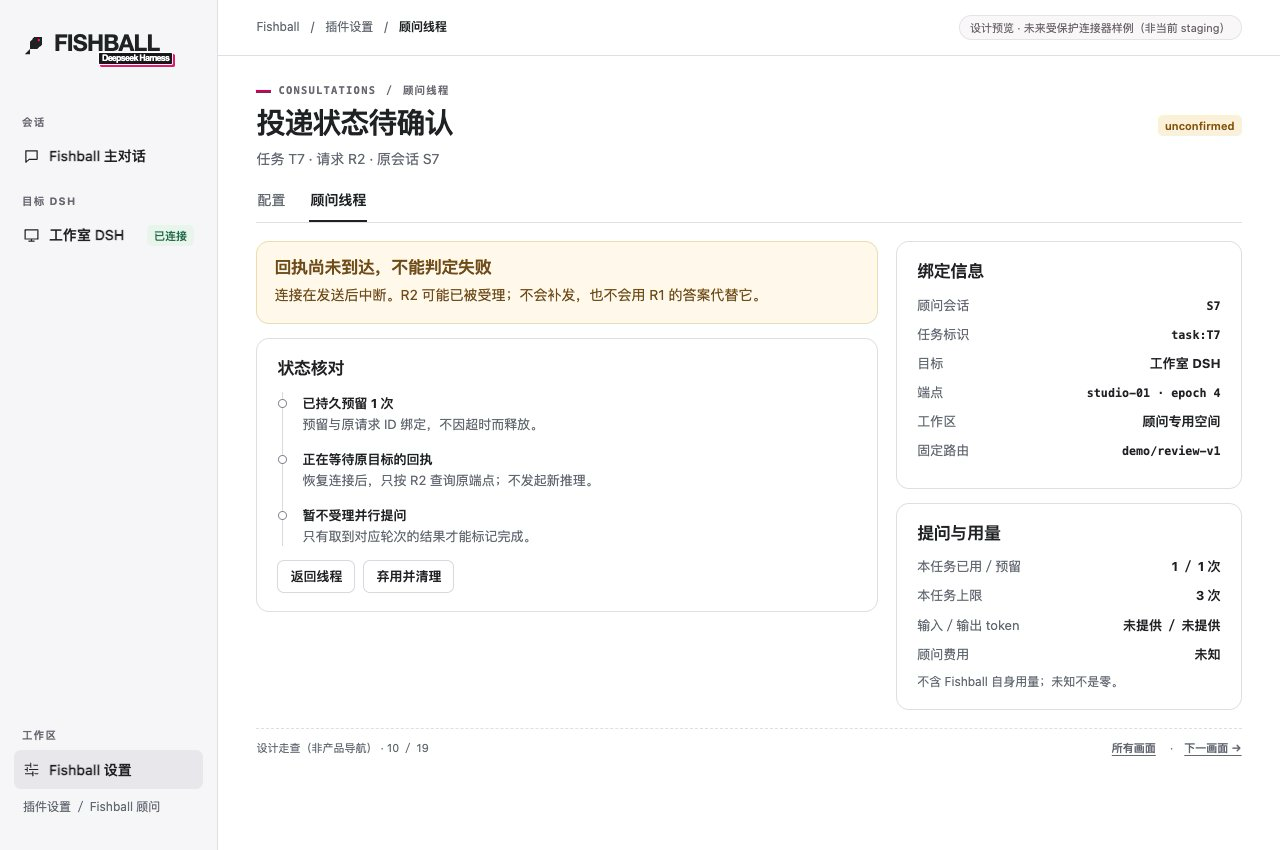 FISHBALL
Deepseek Harness
会话
Fishball 主对话
目标 DSH
工作室 DSH 已连接
工作区
Fishball 设置
插件设置 / Fishball 顾问
Fishball / 插件设置 / 顾问线程
设计预览 · 未来受保护连接器样例（非当前 staging）
CONSULTATIONS / 顾问线程
投递状态待确认
unconfirmed
任务 T7 · 请求 R2 · 原会话 S7
配置 顾问线程
回执尚未到达，不能判定失败
连接在发送后中断。R2 可能已被受理；不会补发，也不会用 R1 的答案代替它。
状态核对
已持久预留 1 次
预留与原请求 ID 绑定，不因超时而释放。
正在等待原目标的回执
恢复连接后，只按 R2 查询原端点；不发起新推理。
暂不受理并行提问
只有取到对应轮次的结果才能标记完成。
返回线程 弃用并清理
绑定信息
顾问会话 S7
任务标识 task:T7
目标 工作室 DSH
端点 studio-01 · epoch 4
工作区 顾问专用空间
固定路由 demo/review-v1
提问与用量
本任务已用 / 预留 1 / 1 次
本任务上限 3 次
输入 / 输出 token 未提供 / 未提供
顾问费用 未知
不含 Fishball 自身用量；未知不是零。
设计走查（非产品导航） · 10 / 19
所有画面 · 下一画面 →